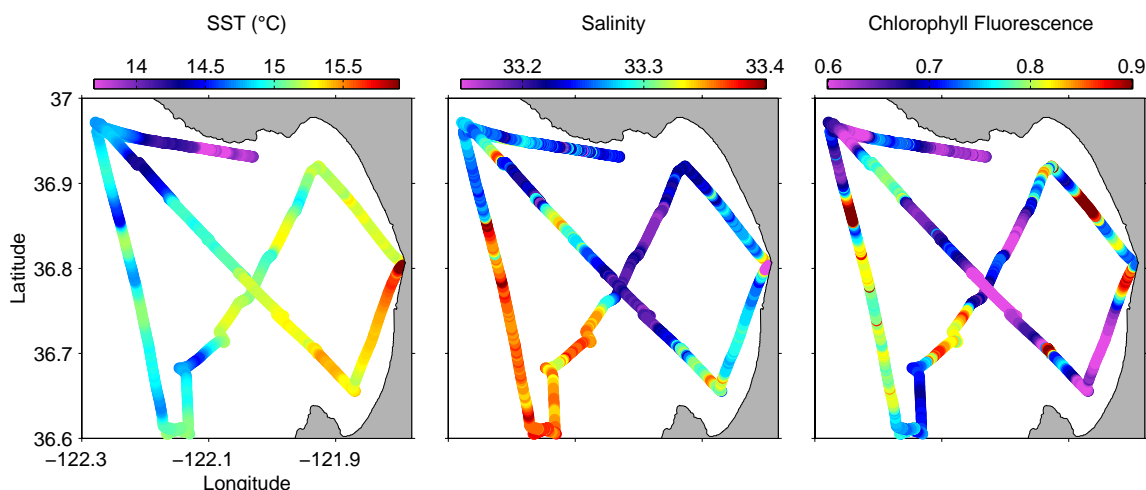 SST (°C) Salinity Chlorophyll Fluorescence
14 14.5 15 15.5 33.2 33.3 33.4 0.6 0.7 0.8 0.9
37
36.9
36.8
36.7
36.6
Latitude
−122.3 −122.1 −121.9
Longitude